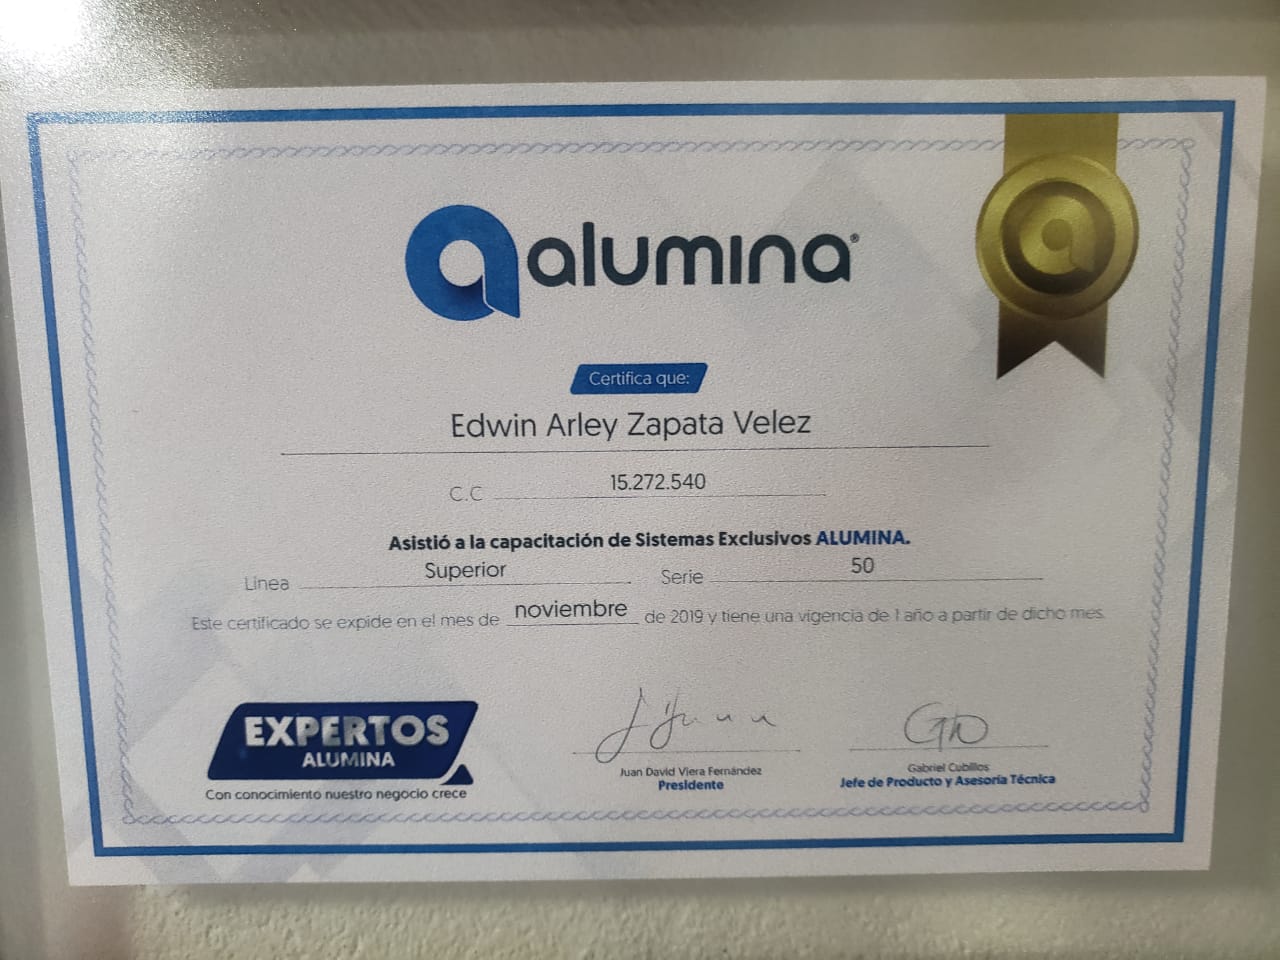 alumina®
Certifica que:
Edwin Arley Zapata Velez
C.C 15.272.540
Asistió a la capacitación de Sistemas Exclusivos ALUMINA.
Linea Superior Serie 50
Este certificado se expide en el mes de noviembre de 2019 y tiene una vigencia de 1 año a partir de dicho mes.
EXPERTOS
ALUMINA
Con conocimiento nuestro negocio crece
Juan David Viera Fernández
Presidente
Gabriel Cubillos
Jefe de Producto y Asesoría Técnica